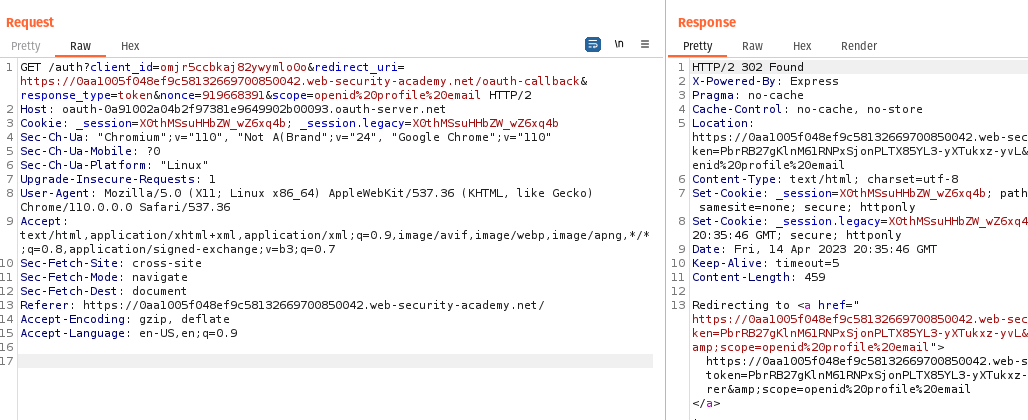 Request
Pretty Raw Hex
\n
1 GET /auth?client_id=omjr5ccbkaj82ywymlo0o&redirect_uri=
https://0aa1005f048ef9c58132669700850042.web-security-academy.net/oauth-callback&
response_type=token&nonce=919668391&scope=openid%20profile%20email HTTP/2
2 Host: oauth-0a91002a04b2f97381e9649902b00093.oauth-server.net
3 Cookie: _session=X0thMSsuHHbZW_wZ6xq4b; _session.legacy=X0thMSsuHHbZW_wZ6xq4b
4 Sec-Ch-Ua: "Chromium";v="110", "Not A(Brand";v="24", "Google Chrome";v="110"
5 Sec-Ch-Ua-Mobile: ?0
6 Sec-Ch-Ua-Platform: "Linux"
7 Upgrade-Insecure-Requests: 1
8 User-Agent: Mozilla/5.0 (X11; Linux x86_64) AppleWebKit/537.36 (KHTML, like Gecko)
Chrome/110.0.0.0 Safari/537.36
9 Accept:
text/html,application/xhtml+xml,application/xml;q=0.9,image/avif,image/webp,image/apng,*/*
;q=0.8,application/signed-exchange;v=b3;q=0.7
10 Sec-Fetch-Site: cross-site
11 Sec-Fetch-Mode: navigate
12 Sec-Fetch-Dest: document
13 Referer: https://0aa1005f048ef9c58132669700850042.web-security-academy.net/
14 Accept-Encoding: gzip, deflate
15 Accept-Language: en-US,en;q=0.9
16
17
Response
Pretty Raw Hex Render
1 HTTP/2 302 Found
2 X-Powered-By: Express
3 Pragma: no-cache
4 Cache-Control: no-cache, no-store
5 Location:
https://0aa1005f048ef9c58132669700850042.web-sec
ken=PbrRB27gKlnM61RNPxSjonPLTX85YL3-yXTukxz-yvL&
enid%20profile%20email
6 Content-Type: text/html; charset=utf-8
7 Set-Cookie: _session=X0thMSsuHHbZW_wZ6xq4b; path
samesite=none; secure; httponly
8 Set-Cookie: _session.legacy=X0thMSsuHHbZW_wZ6xq4
20:35:46 GMT; secure; httponly
9 Date: Fri, 14 Apr 2023 20:35:46 GMT
10 Keep-Alive: timeout=5
11 Content-Length: 459
12
13 Redirecting to <a href="
https://0aa1005f048ef9c58132669700850042.web-sec
ken=PbrRB27gKlnM61RNPxSjonPLTX85YL3-yXTukxz-yvL&
amp;scope=openid%20profile%20email">
https://0aa1005f048ef9c58132669700850042.web-s
token=PbrRB27gKlnM61RNPxSjonPLTX85YL3-yXTukxz-
rer&amp;scope=openid%20profile%20email
</a>